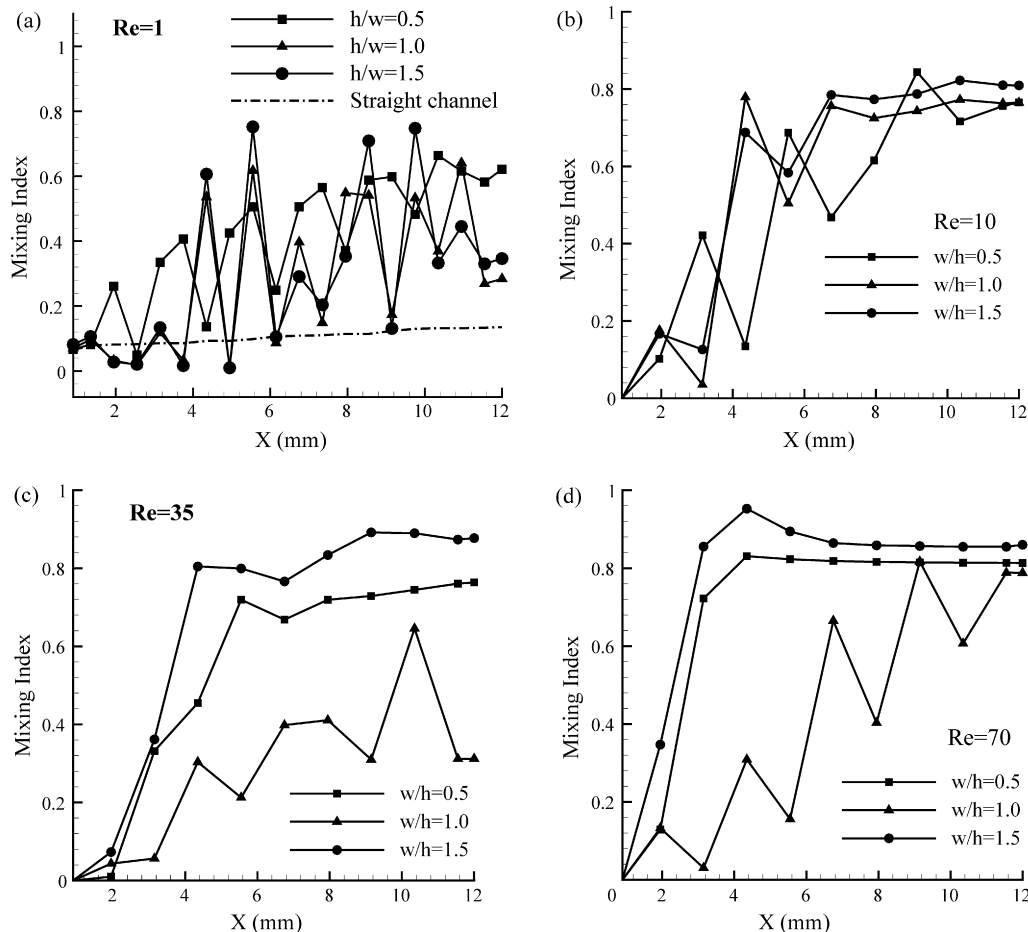 (a)
Re=1
h/w=0.5
h/w=1.0
h/w=1.5
Straight channel
Mixing Index
1
0.8
0.6
0.4
0.2
0
2
4
6
8
10
12
X (mm)
(b)
Re=10
w/h=0.5
w/h=1.0
w/h=1.5
Mixing Index
1
0.8
0.6
0.4
0.2
0
2
4
6
8
10
12
X (mm)
(c)
Re=35
w/h=0.5
w/h=1.0
w/h=1.5
Mixing Index
1
0.8
0.6
0.4
0.2
0
2
4
6
8
10
12
X (mm)
(d)
Re=70
w/h=0.5
w/h=1.0
w/h=1.5
Mixing Index
1
0.8
0.6
0.4
0.2
0
2
4
6
8
10
12
X (mm)